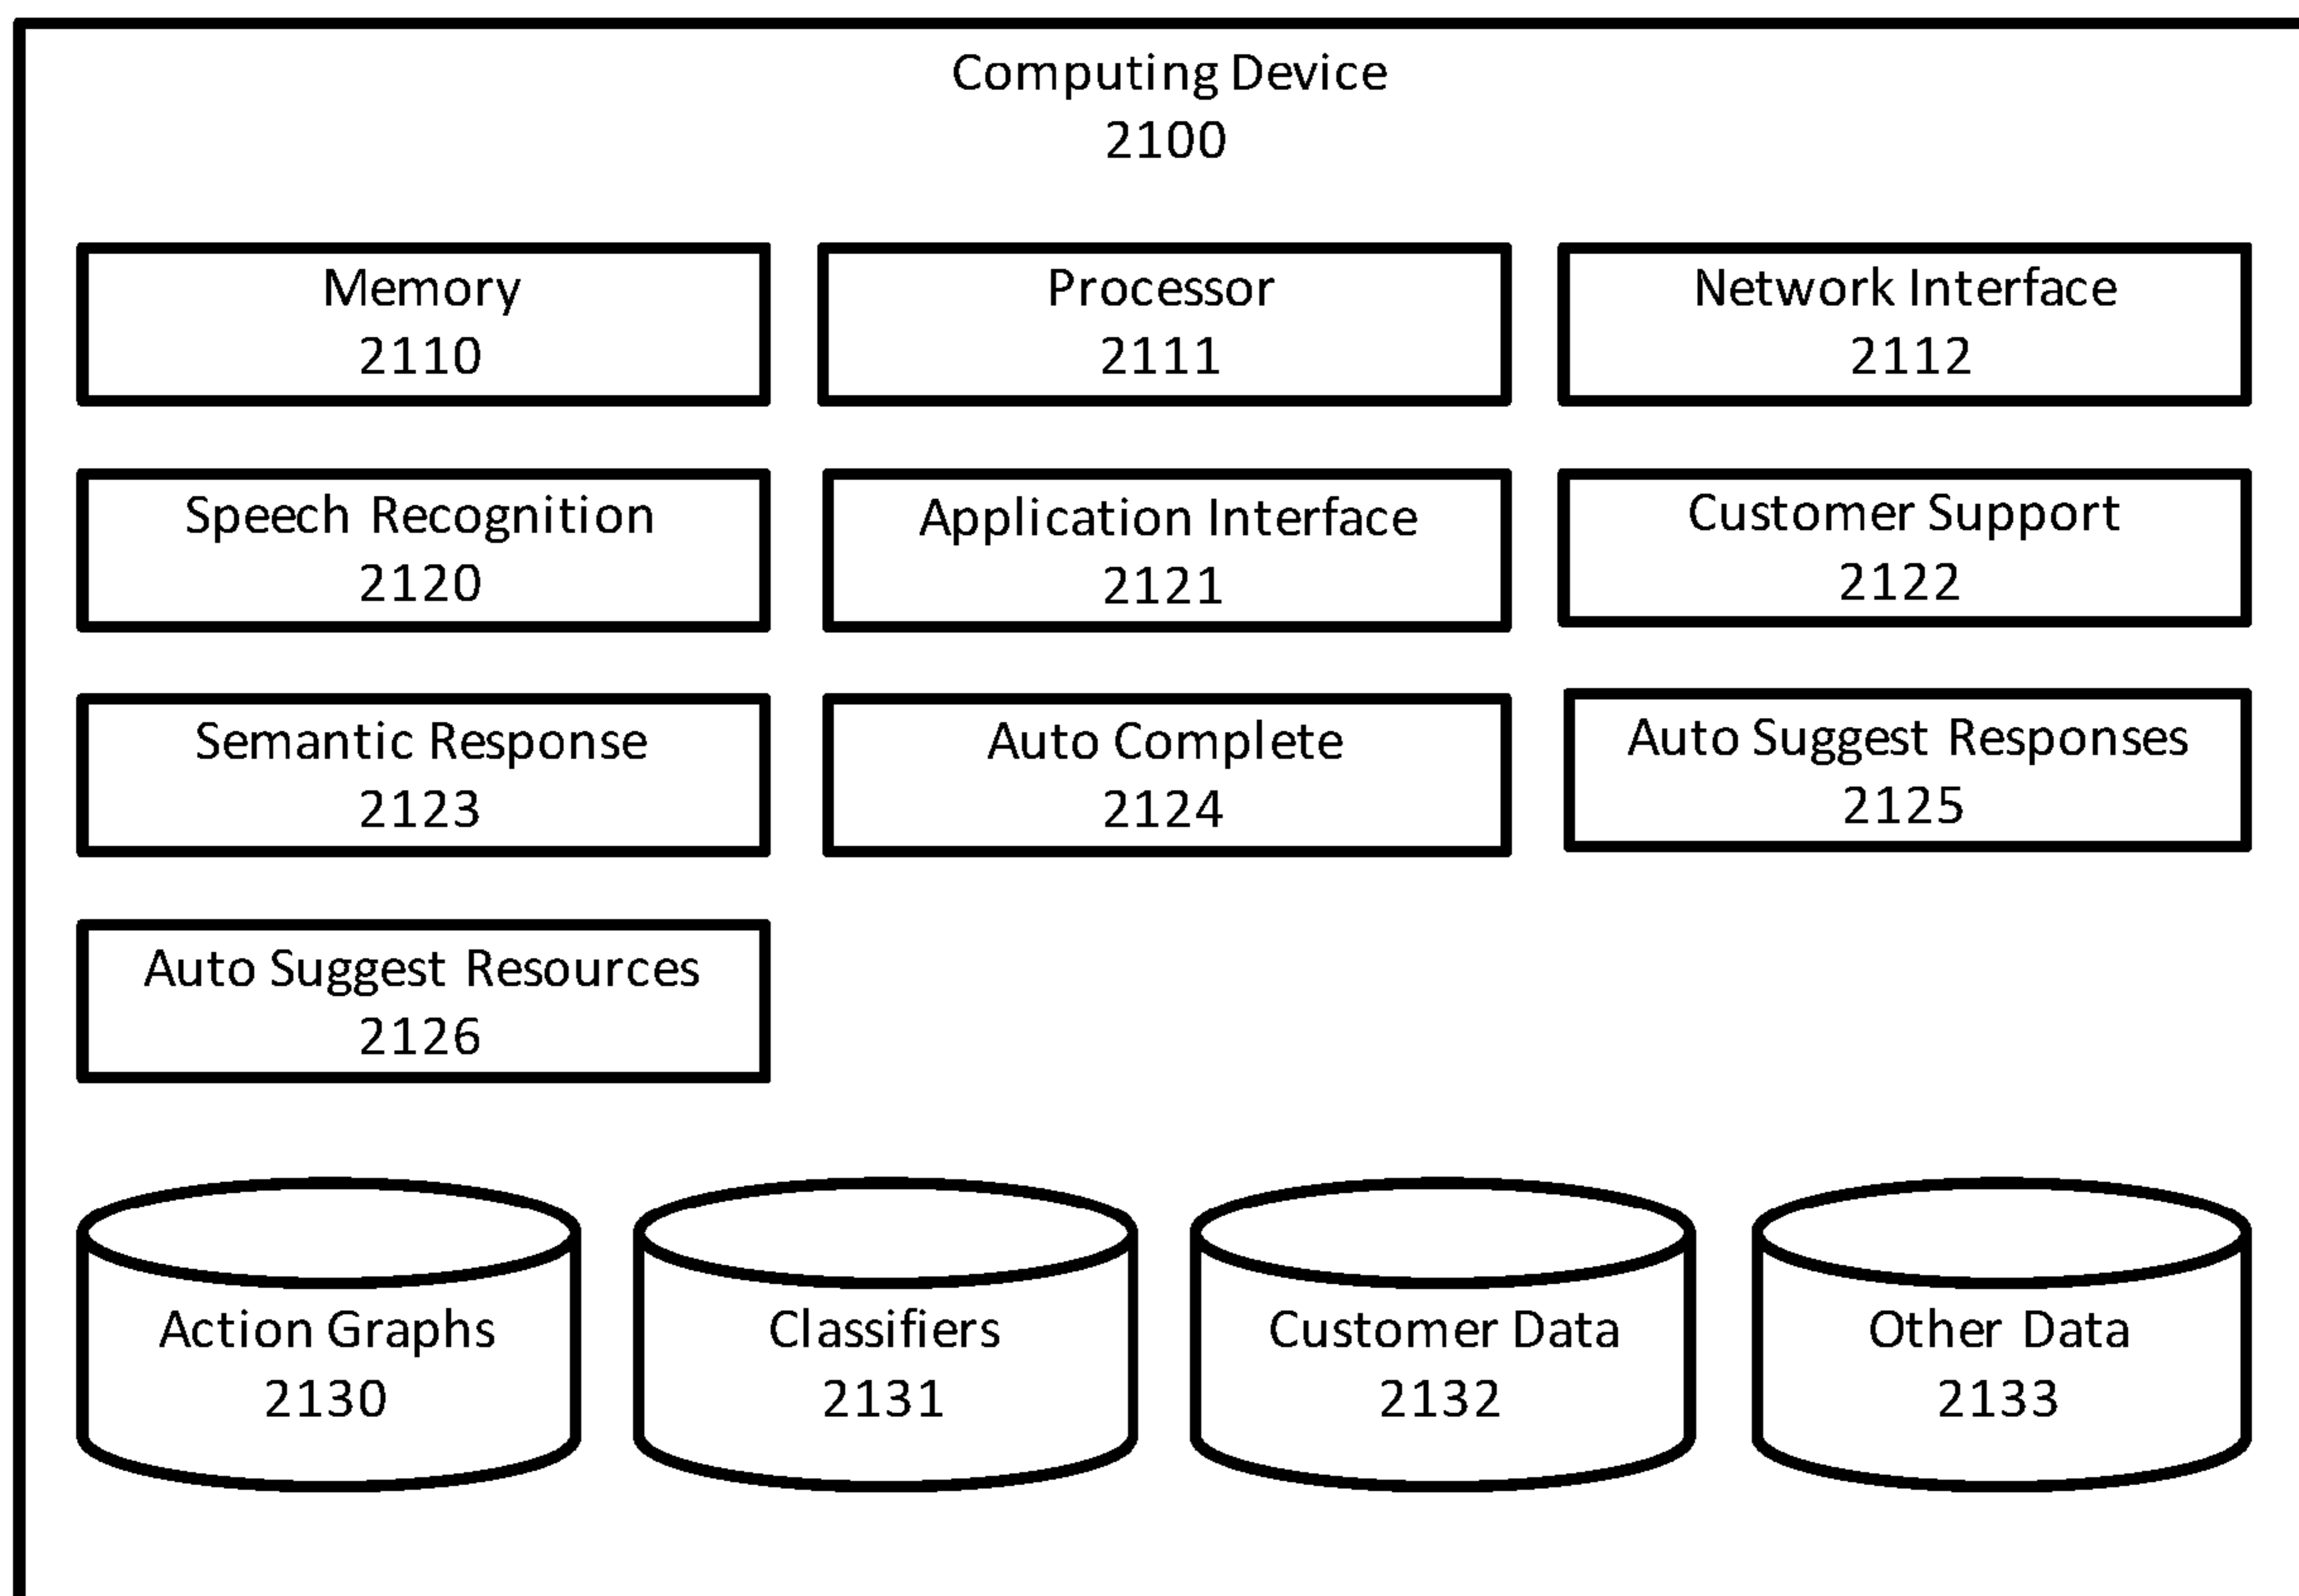 Computing Device
2100
Memory
2110
Processor
2111
Network Interface
2112
Speech Recognition
2120
Application Interface
2121
Customer Support
2122
Semantic Response
2123
Auto Complete
2124
Auto Suggest Responses
2125
Auto Suggest Resources
2126
Action Graphs
2130
Classifiers
2131
Customer Data
2132
Other Data
2133